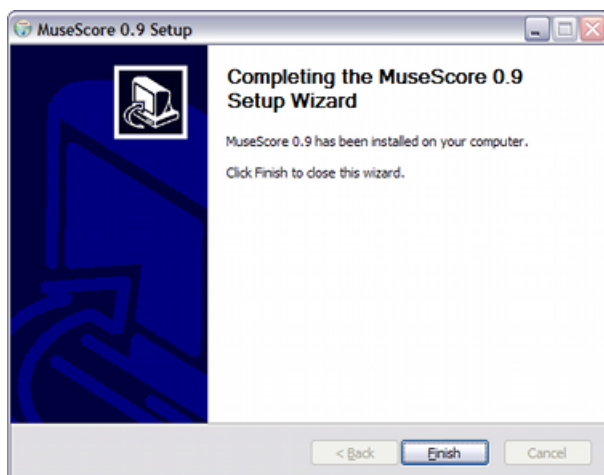 MuseScore 0.9 Setup
Completing the MuseScore 0.9
Setup Wizard
MuseScore 0.9 has been installed on your computer.
Click Finish to close this wizard.
< Back Finish Cancel